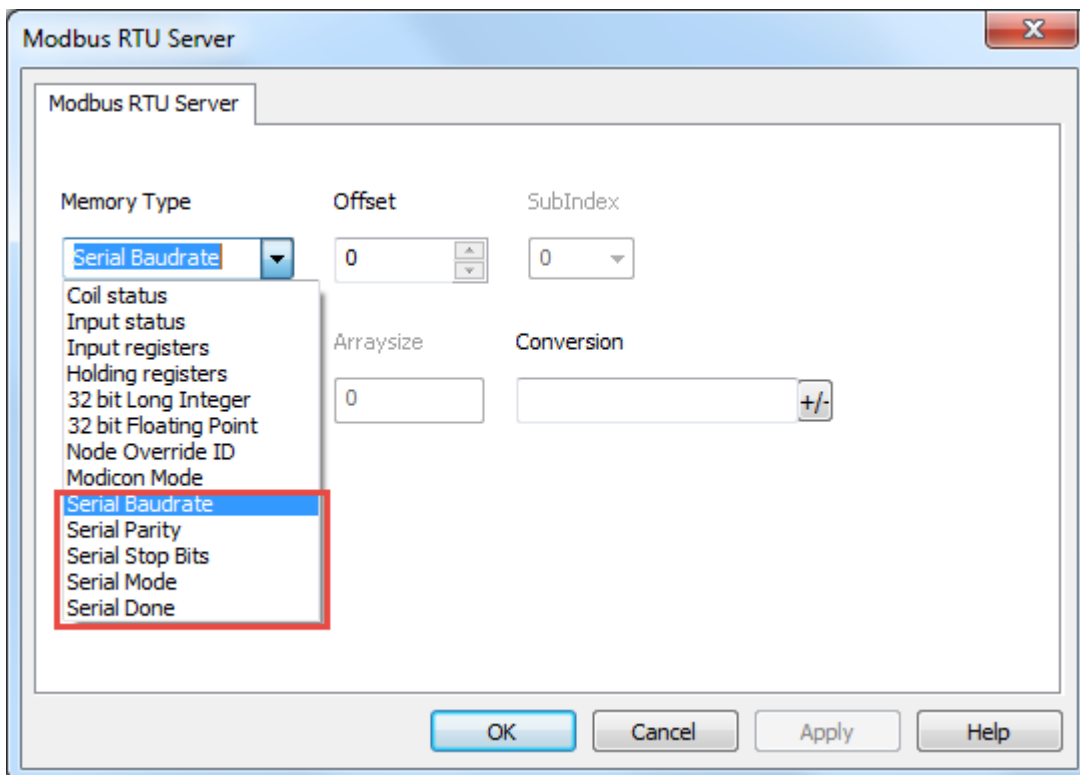 Modbus RTU Server
Modbus RTU Server
Memory Type Offset SubIndex
Serial Baudrate 0 0
Coil status
Input status
Input registers
Holding registers
32 bit Long Integer
32 bit Floating Point
Node Override ID
Modicon Mode
Serial Baudrate
Serial Parity
Serial Stop Bits
Serial Mode
Serial Done
Arraysize Conversion
0 +/-
OK Cancel Apply Help